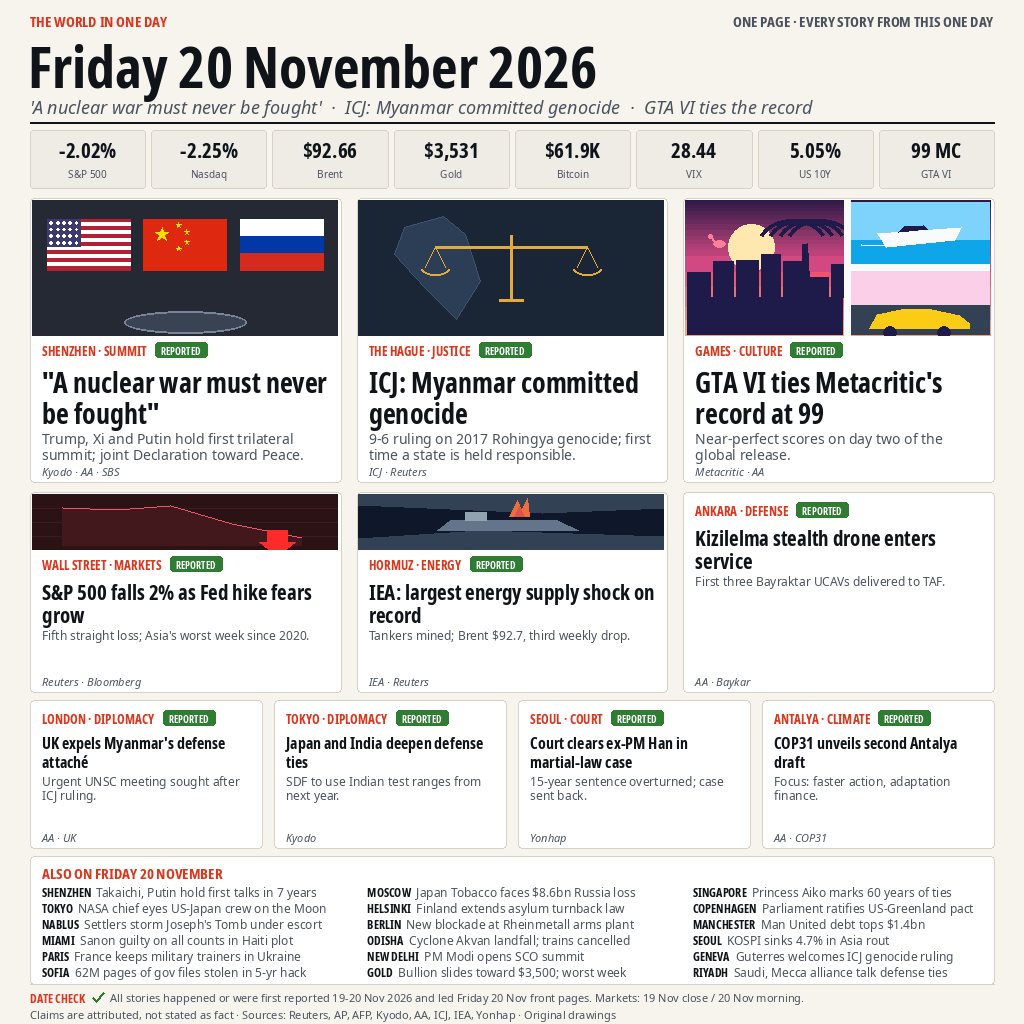 THE WORLD IN ONE DAY
ONE PAGE · EVERY STORY FROM THIS ONE DAY
Friday 20 November 2026
'A nuclear war must never be fought' · ICJ: Myanmar committed genocide · GTA VI ties the record
-2.02%
S&P 500
-2.25%
Nasdaq
$92.66
Brent
$3,531
Gold
$61.9K
Bitcoin
28.44
VIX
5.05%
US 10Y
99 MC
GTA VI
SHENZHEN · SUMMIT REPORTED
"A nuclear war must never
be fought"
Trump, Xi and Putin hold first trilateral
summit; joint Declaration toward Peace.
Kyodo · AA · SBS
THE HAGUE · JUSTICE REPORTED
ICJ: Myanmar committed
genocide
9-6 ruling on 2017 Rohingya genocide; first
time a state is held responsible.
ICJ · Reuters
GAMES · CULTURE REPORTED
GTA VI ties Metacritic's
record at 99
Near-perfect scores on day two of the
global release.
Metacritic · AA
WALL STREET · MARKETS REPORTED
S&P 500 falls 2% as Fed hike fears
grow
Fifth straight loss; Asia's worst week since 2020.
Reuters · Bloomberg
HORMUZ · ENERGY REPORTED
IEA: largest energy supply shock on
record
Tankers mined; Brent $92.7, third weekly drop.
IEA · Reuters
ANKARA · DEFENSE REPORTED
Kizilelma stealth drone enters
service
First three Bayraktar UCAVs delivered to TAF.
AA · Baykar
LONDON · DIPLOMACY REPORTED
UK expels Myanmar's defense
attaché
Urgent UNSC meeting sought after
ICJ ruling.
AA · UK
TOKYO · DIPLOMACY REPORTED
Japan and India deepen defense
ties
SDF to use Indian test ranges from
next year.
Kyodo
SEOUL · COURT REPORTED
Court clears ex-PM Han in
martial-law case
15-year sentence overturned; case
sent back.
Yonhap
ANTALYA · CLIMATE REPORTED
COP31 unveils second Antalya
draft
Focus: faster action, adaptation
finance.
AA · COP31
ALSO ON FRIDAY 20 NOVEMBER
SHENZHEN Takaichi, Putin hold first talks in 7 years
TOKYO NASA chief eyes US-Japan crew on the Moon
NABLUS Settlers storm Joseph's Tomb under escort
MIAMI Sanon guilty on all counts in Haiti plot
PARIS France keeps military trainers in Ukraine
SOFIA 62M pages of gov files stolen in 5-yr hack
MOSCOW Japan Tobacco faces $8.6bn Russia loss
HELSINKI Finland extends asylum turnback law
BERLIN New blockade at Rheinmetall arms plant
ODISHA Cyclone Akvan landfall; trains cancelled
NEW DELHI PM Modi opens SCO summit
GOLD Bullion slides toward $3,500; worst week
SINGAPORE Princess Aiko marks 60 years of ties
COPENHAGEN Parliament ratifies US-Greenland pact
MANCHESTER Man United debt tops $1.4bn
SEOUL KOSPI sinks 4.7% in Asia rout
GENEVA Guterres welcomes ICJ genocide ruling
RIYADH Saudi, Mecca alliance talk defense ties
DATE CHECK ✓ All stories happened or were first reported 19-20 Nov 2026 and led Friday 20 Nov front pages. Markets: 19 Nov close / 20 Nov morning.
Claims are attributed, not stated as fact · Sources: Reuters, AP, AFP, Kyodo, AA, ICJ, IEA, Yonhap · Original drawings